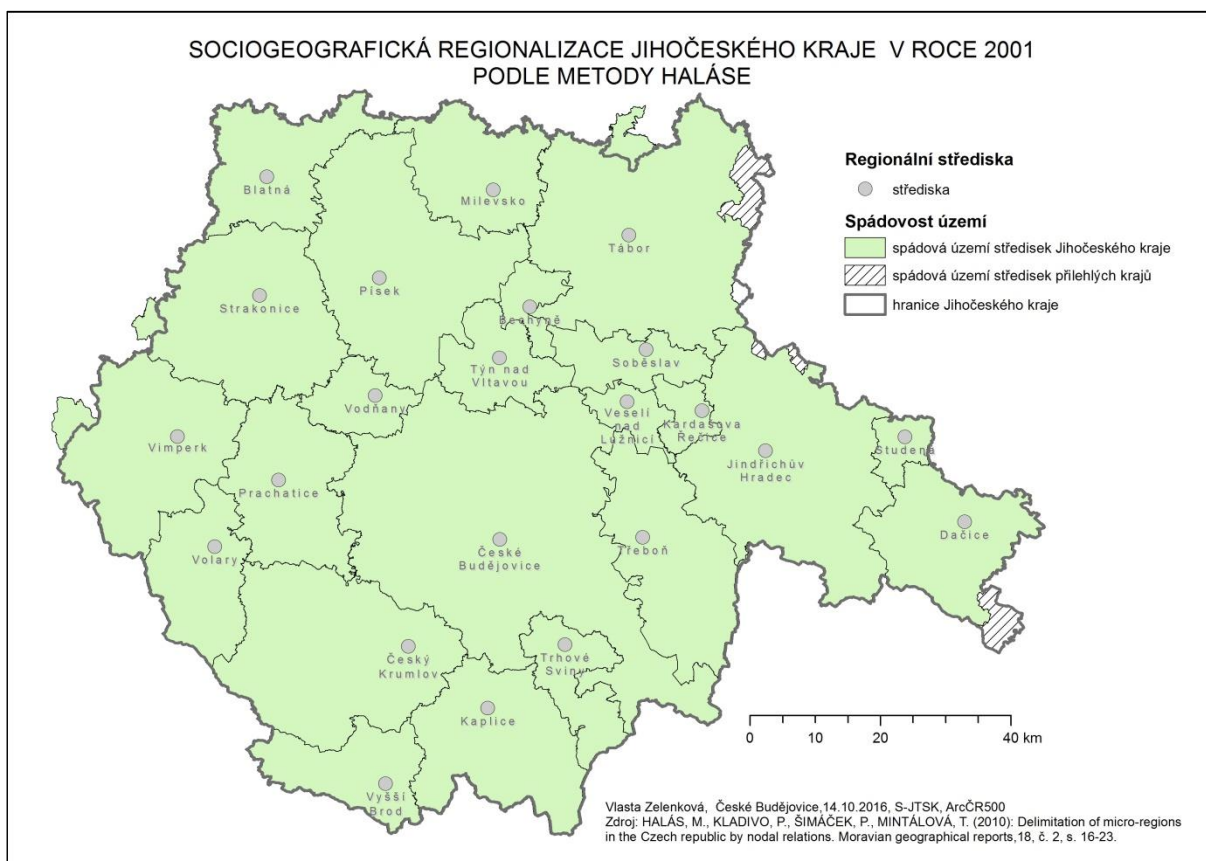 SOCIOGEOGRAFICKÁ REGIONALIZACE JIHOČESKÉHO KRAJE V ROCE 2001
PODLE METODY HALÁSE
Regionální střediska
střediska
Spádovost území
spádová území středisek Jihočeského kraje
spádová území středisek přilehlých krajů
hranice Jihočeského kraje
Blatná
Milevsko
Tábor
Písek
Strakonice
Bechyně
Týn nad
Vltavou
Soběslav
Vodňany
Veselí
nad
Lužnicí
Kardašova
Řečice
Vimperk
Jindřichův
Hradec
Studená
Prachatice
Dačice
Volary
České
Budějovice
Třeboň
Český
Krumlov
Trhové
Sviny
Kaplice
Vyšší
Brod
0 10 20 40 km
Vlasta Zelenková, České Budějovice,14.10.2016, S-JTSK, ArcČR500
Zdroj: HALÁS, M., KLADIVO, P., ŠIMÁČEK, P., MINTÁLOVÁ, T. (2010): Delimitation of micro-regions
in the Czech republic by nodal relations. Moravian geographical reports,18, č. 2, s. 16-23.